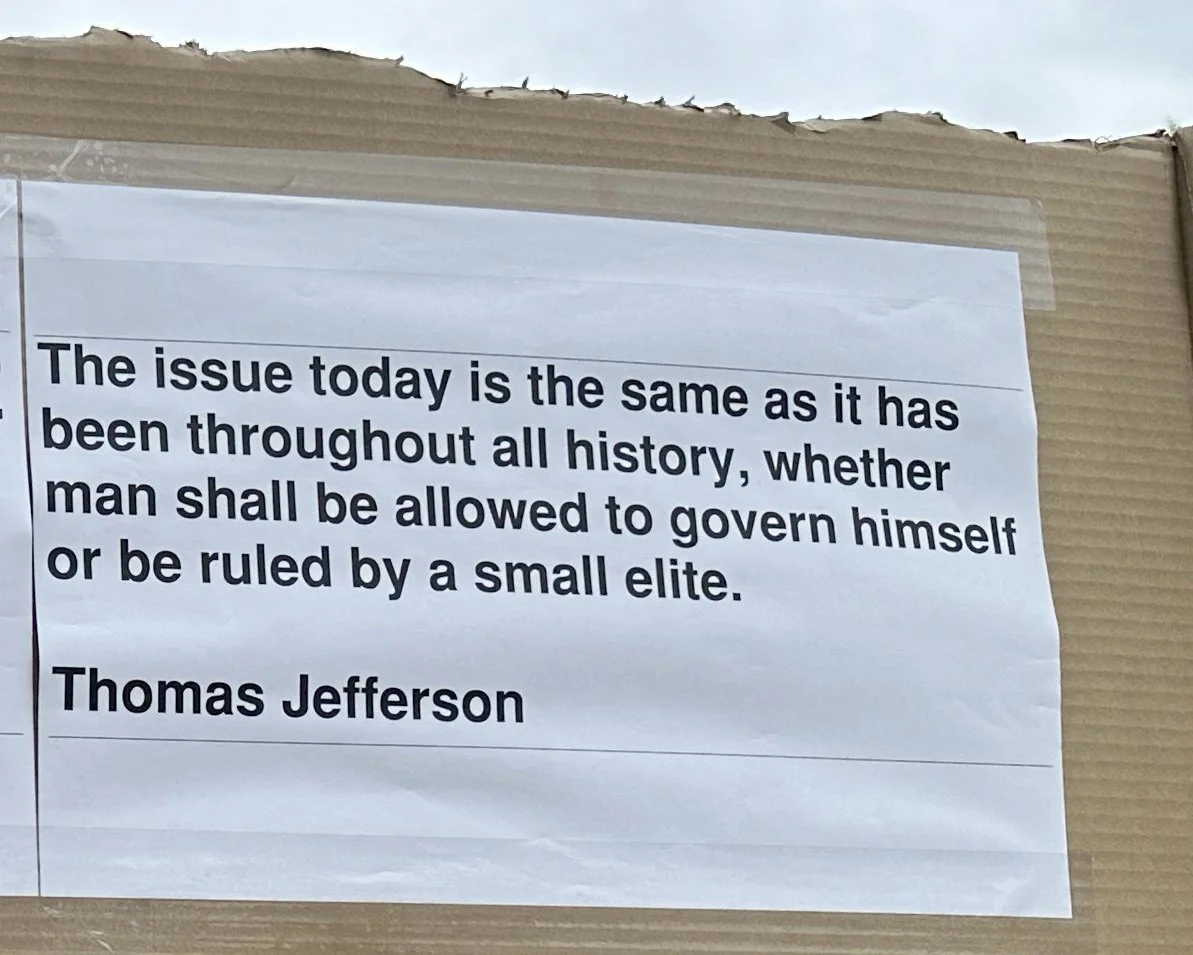 The issue today is the same as it has
been throughout all history, whether
man shall be allowed to govern himself
or be ruled by a small elite.
Thomas Jefferson